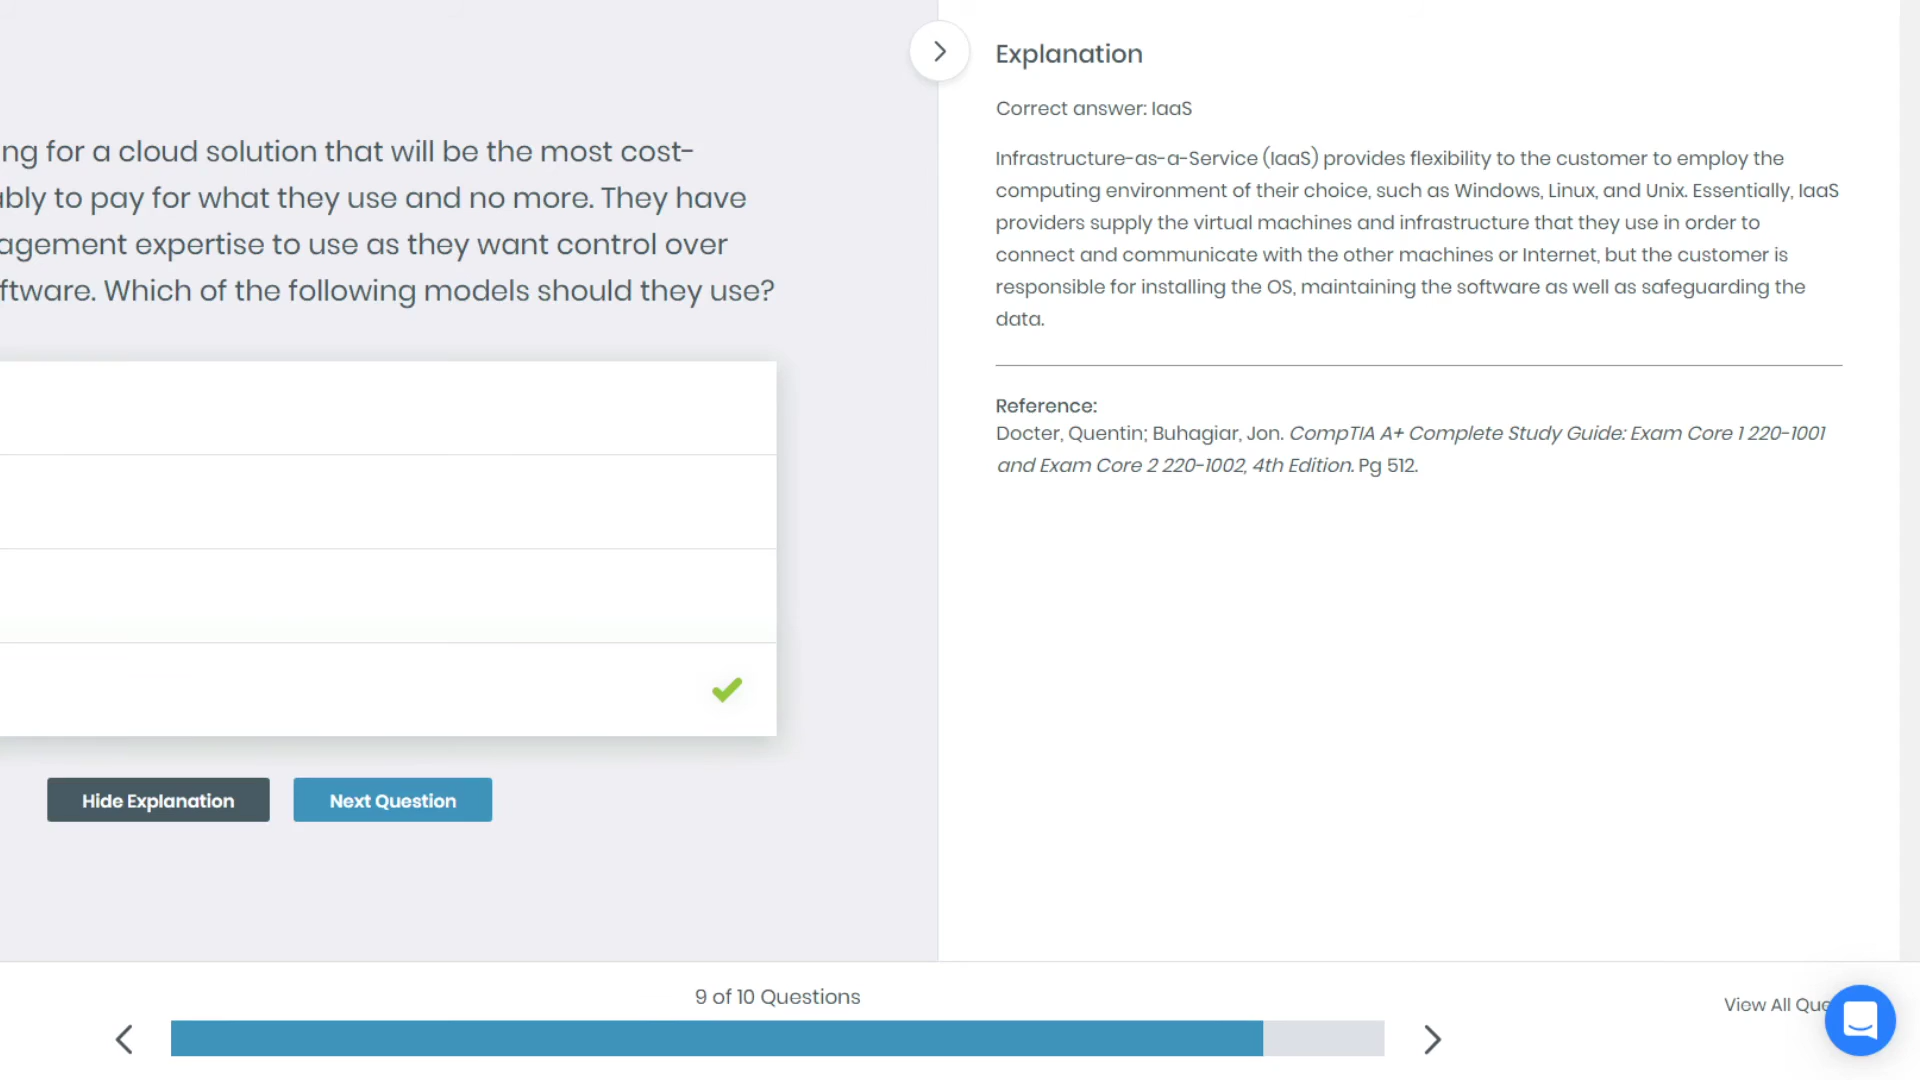 ng for a cloud solution that will be the most cost-
ably to pay for what they use and no more. They have
agement expertise to use as they want control over
ftware. Which of the following models should they use?
Hide Explanation
Next Question
Explanation
Correct answer: IaaS
Infrastructure-as-a-Service (IaaS) provides flexibility to the customer to employ the
computing environment of their choice, such as Windows, Linux, and Unix. Essentially, IaaS
providers supply the virtual machines and infrastructure that they use in order to
connect and communicate with the other machines or Internet, but the customer is
responsible for installing the OS, maintaining the software as well as safeguarding the
data.
Reference:
Docter, Quentin; Buhagiar, Jon. CompTIA A+ Complete Study Guide: Exam Core 1 220-1001
and Exam Core 2 220-1002, 4th Edition. Pg 512.
9 of 10 Questions
View All Que